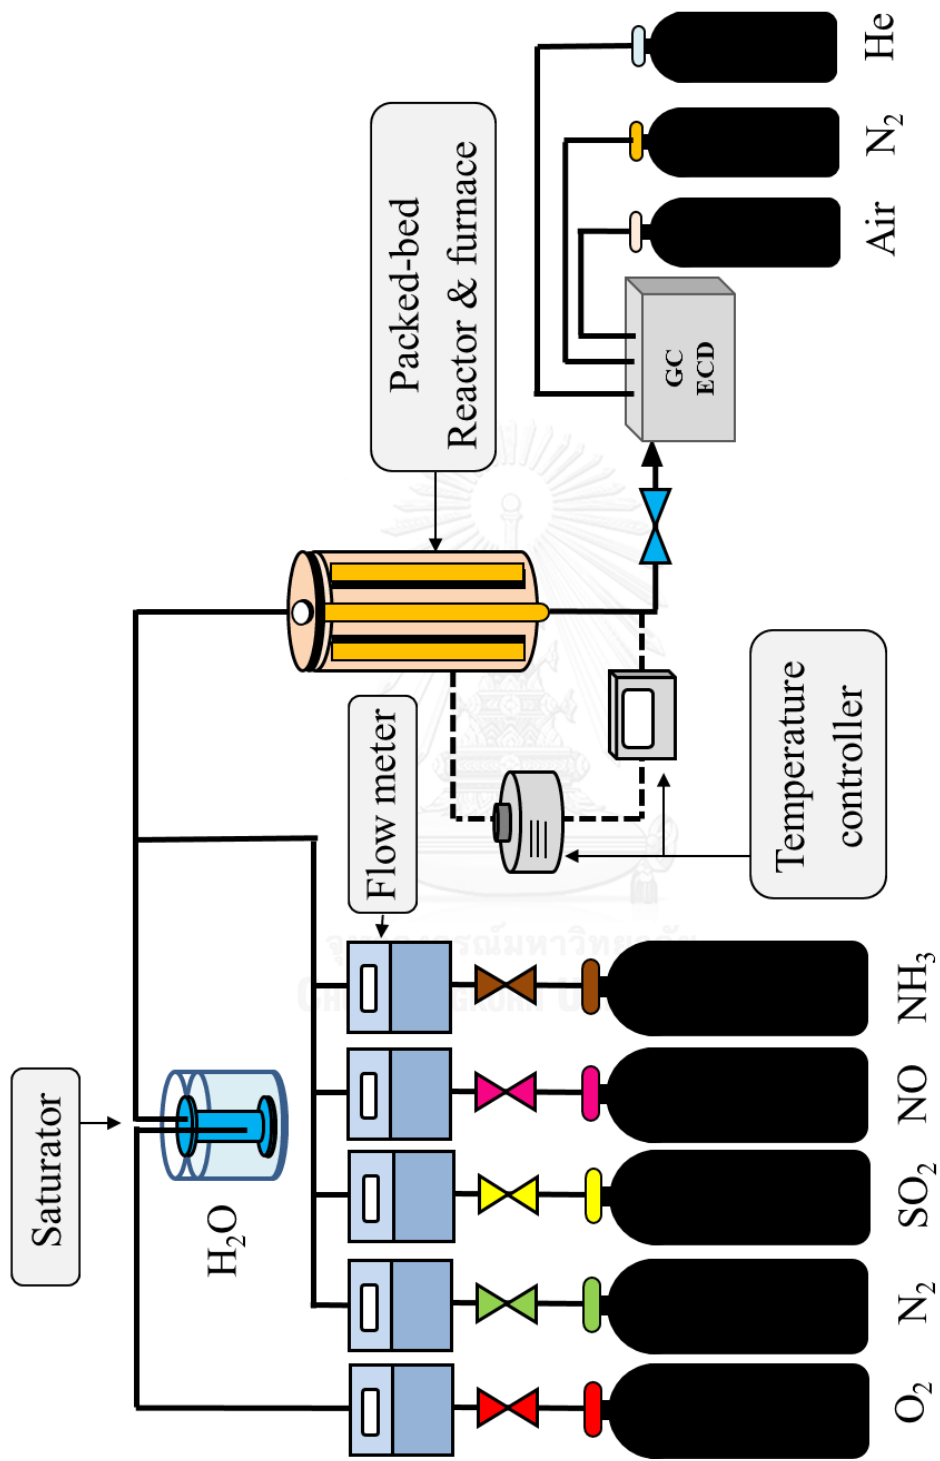 Saturator
H₂O
Packed-bed
Reactor & furnace
Flow meter
Temperature
controller
GC
ECD
O₂
N₂
SO₂
NO
NH₃
Air
N₂
He